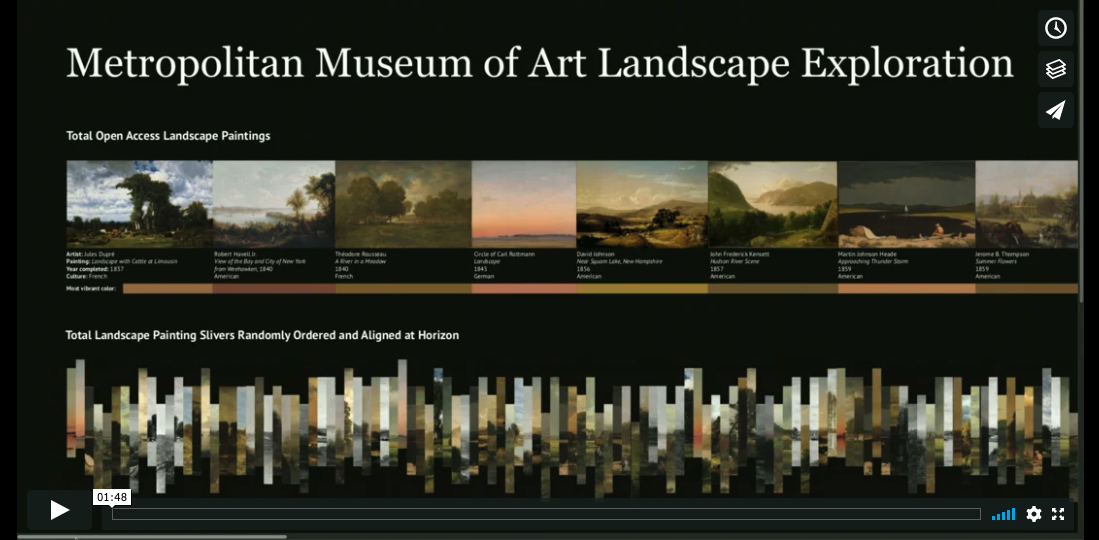 Metropolitan Museum of Art Landscape Exploration
Total Open Access Landscape Paintings
Artist: Jules Dupré
Painting: Landscape with Cattle at Limousin
Year completed: 1837
Culture: French
Robert Havell Jr.
View of the Bay and City of New York
from Weehawken, 1840
American
Théodore Rousseau
A River in a Meadow
1840
French
Circle of Carl Rottmann
Landscape
1845
German
David Johnson
Near Squam Lake, New Hampshire
1856
American
John Frederick Kensett
Hudson River Scene
1857
American
Martin Johnson Heade
Approaching Thunder Storm
1859
American
Jerome B. Thompson
Summer Flowers
1859
American
Most vibrant color:
Total Landscape Painting Slivers Randomly Ordered and Aligned at Horizon
01:48